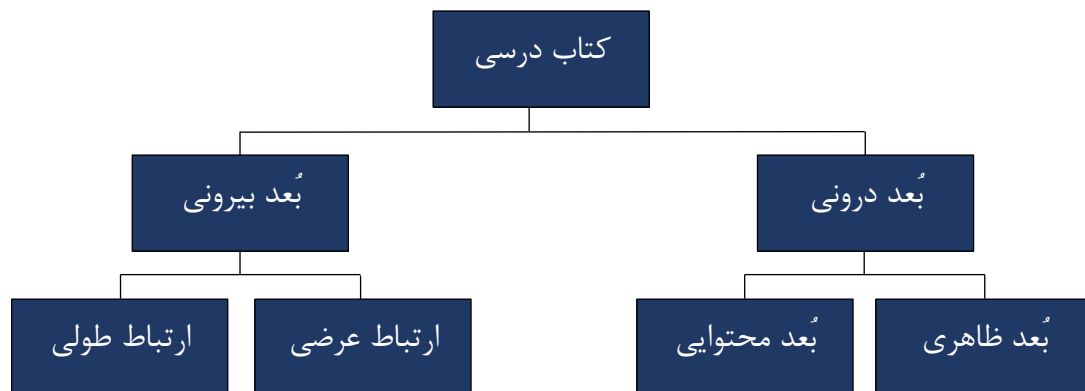 کتاب درسی
بُعد درونی
بُعد بیرونی
بُعد ظاهری
بُعد محتوایی
ارتباط عرضی
ارتباط طولی